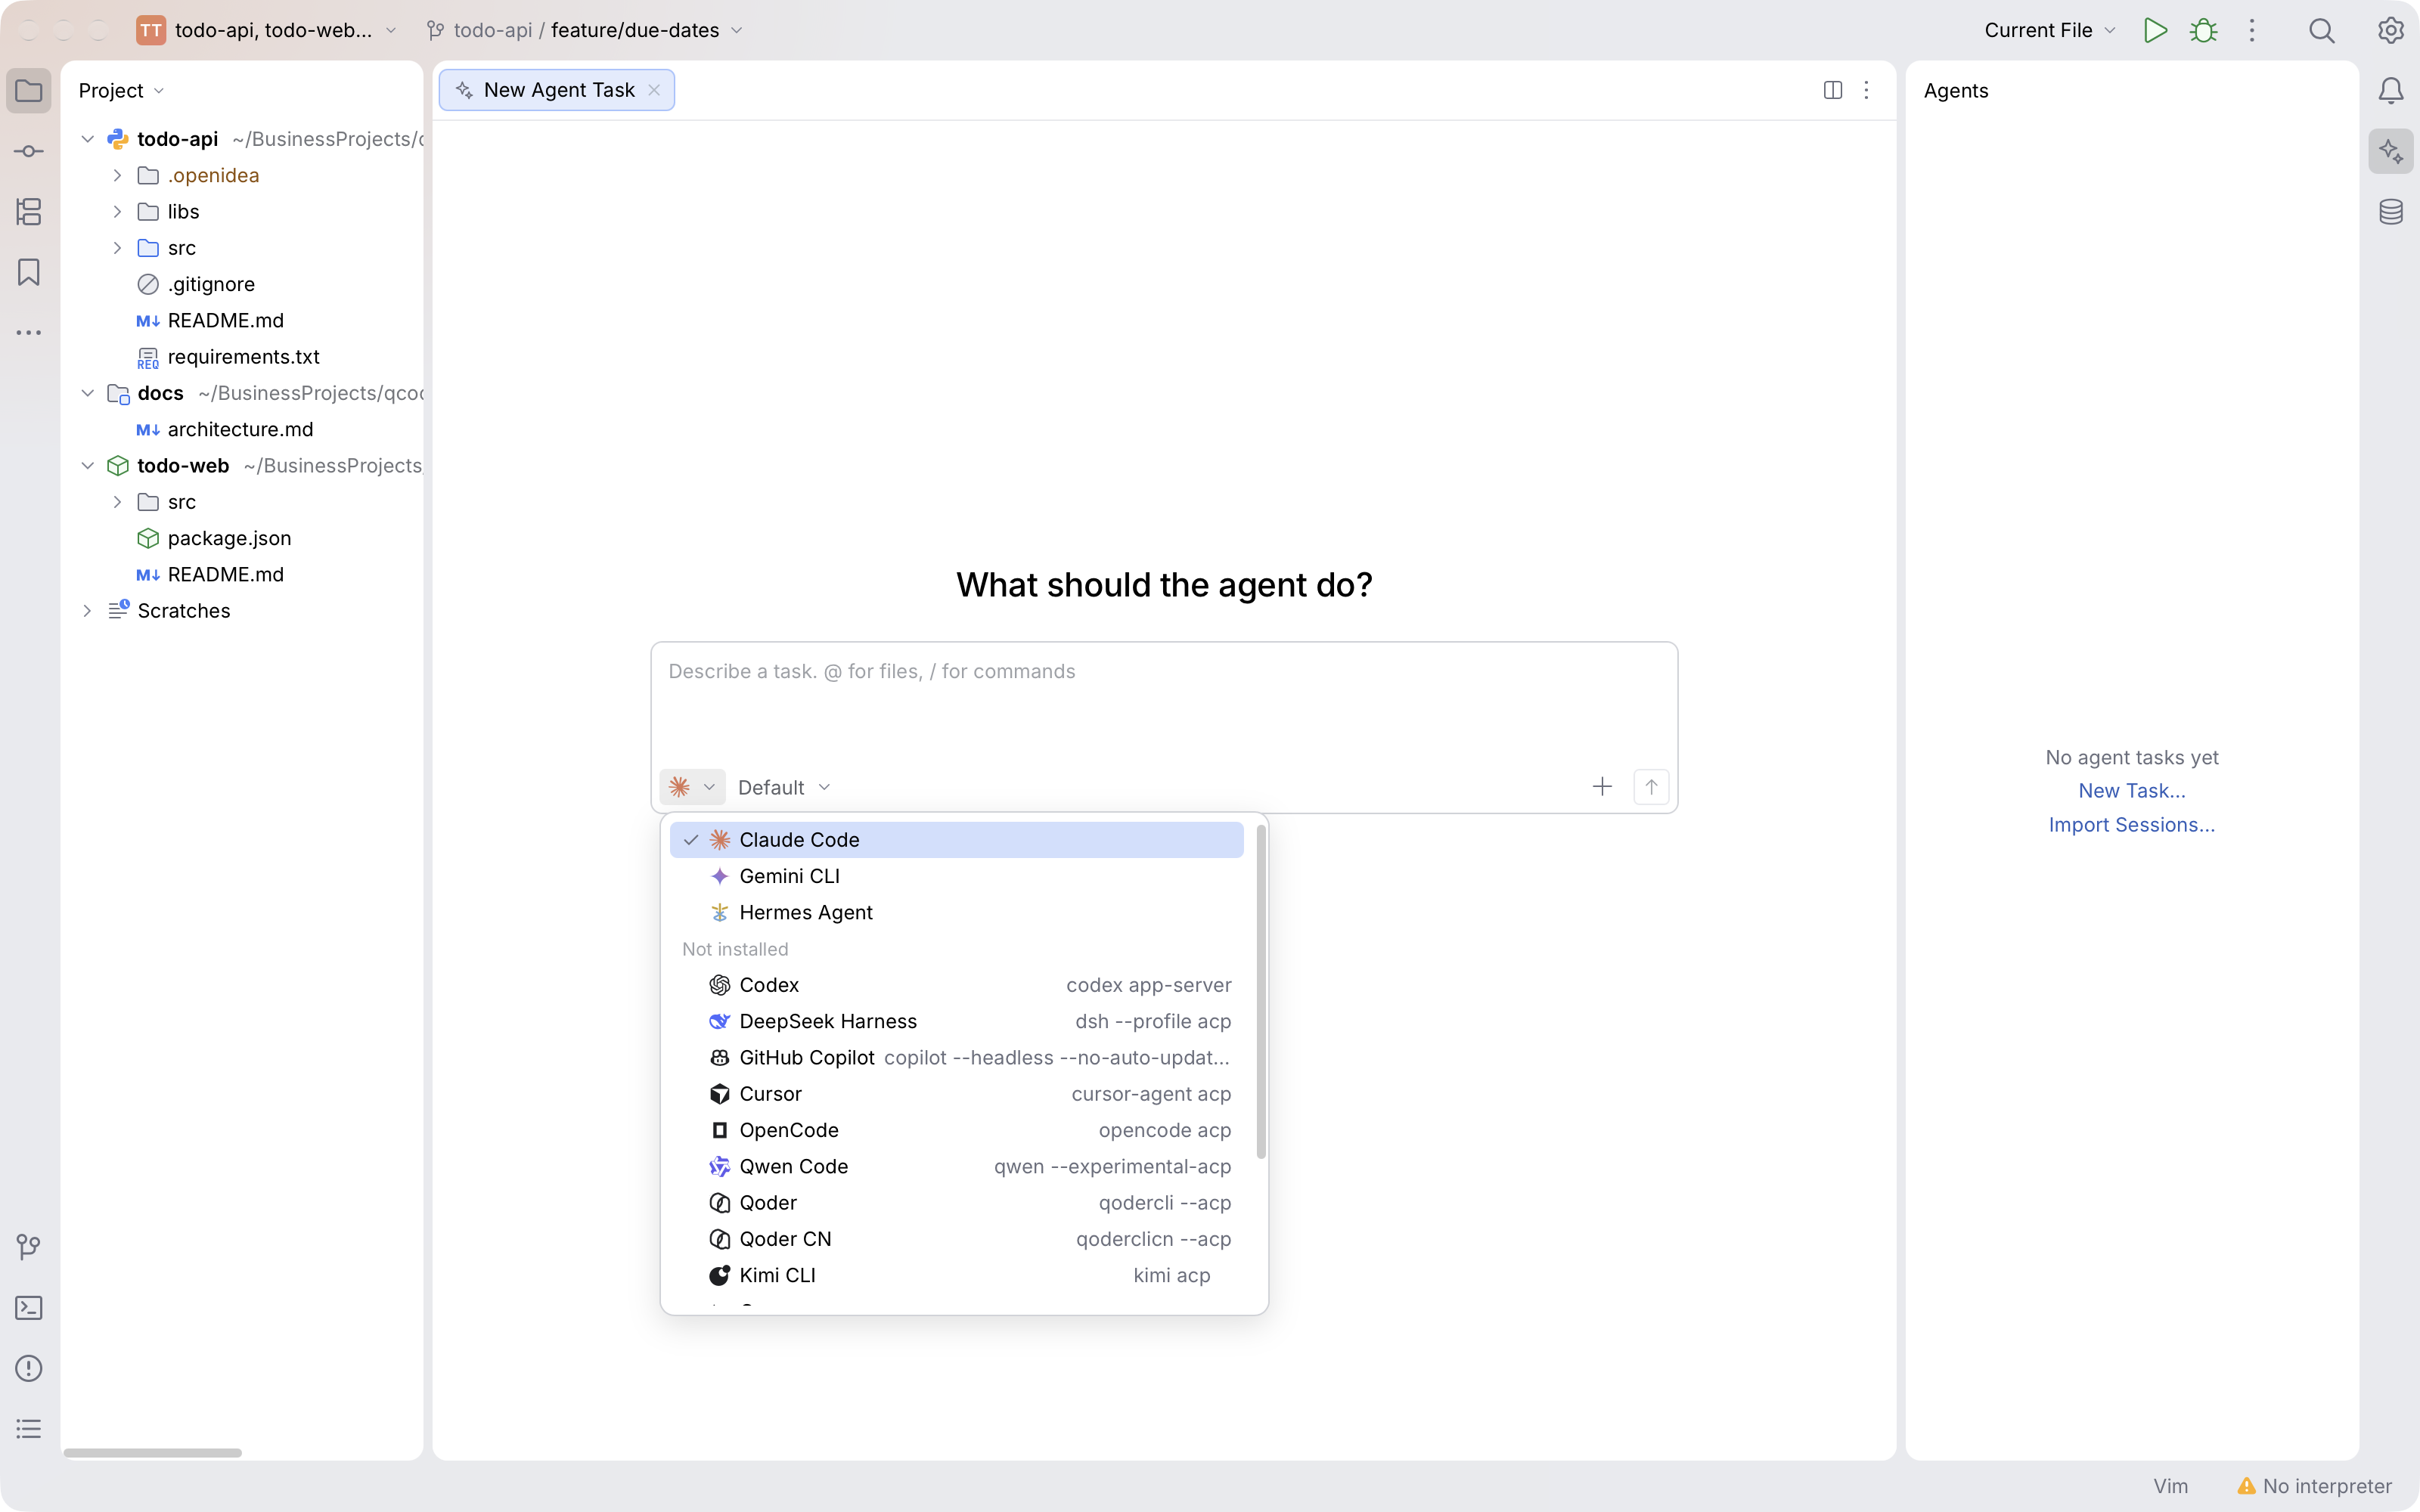 TT todo-api, todo-web...
todo-api / feature/due-dates
Current File
Project
New Agent Task
Agents
todo-api ~/BusinessProjects/
.openidea
libs
src
.gitignore
M↓ README.md
REQ requirements.txt
docs ~/BusinessProjects/qco
M↓ architecture.md
todo-web ~/BusinessProjects
src
package.json
M↓ README.md
Scratches
What should the agent do?
Describe a task. @ for files, / for commands
Default
Claude Code
Gemini CLI
Hermes Agent
Not installed
Codex codex app-server
DeepSeek Harness dsh --profile acp
GitHub Copilot copilot --headless --no-auto-updat...
Cursor cursor-agent acp
OpenCode opencode acp
Qwen Code qwen --experimental-acp
Qoder qodercli --acp
Qoder CN qoderclicn --acp
Kimi CLI kimi acp
No agent tasks yet
New Task...
Import Sessions...
Vim
No interpreter